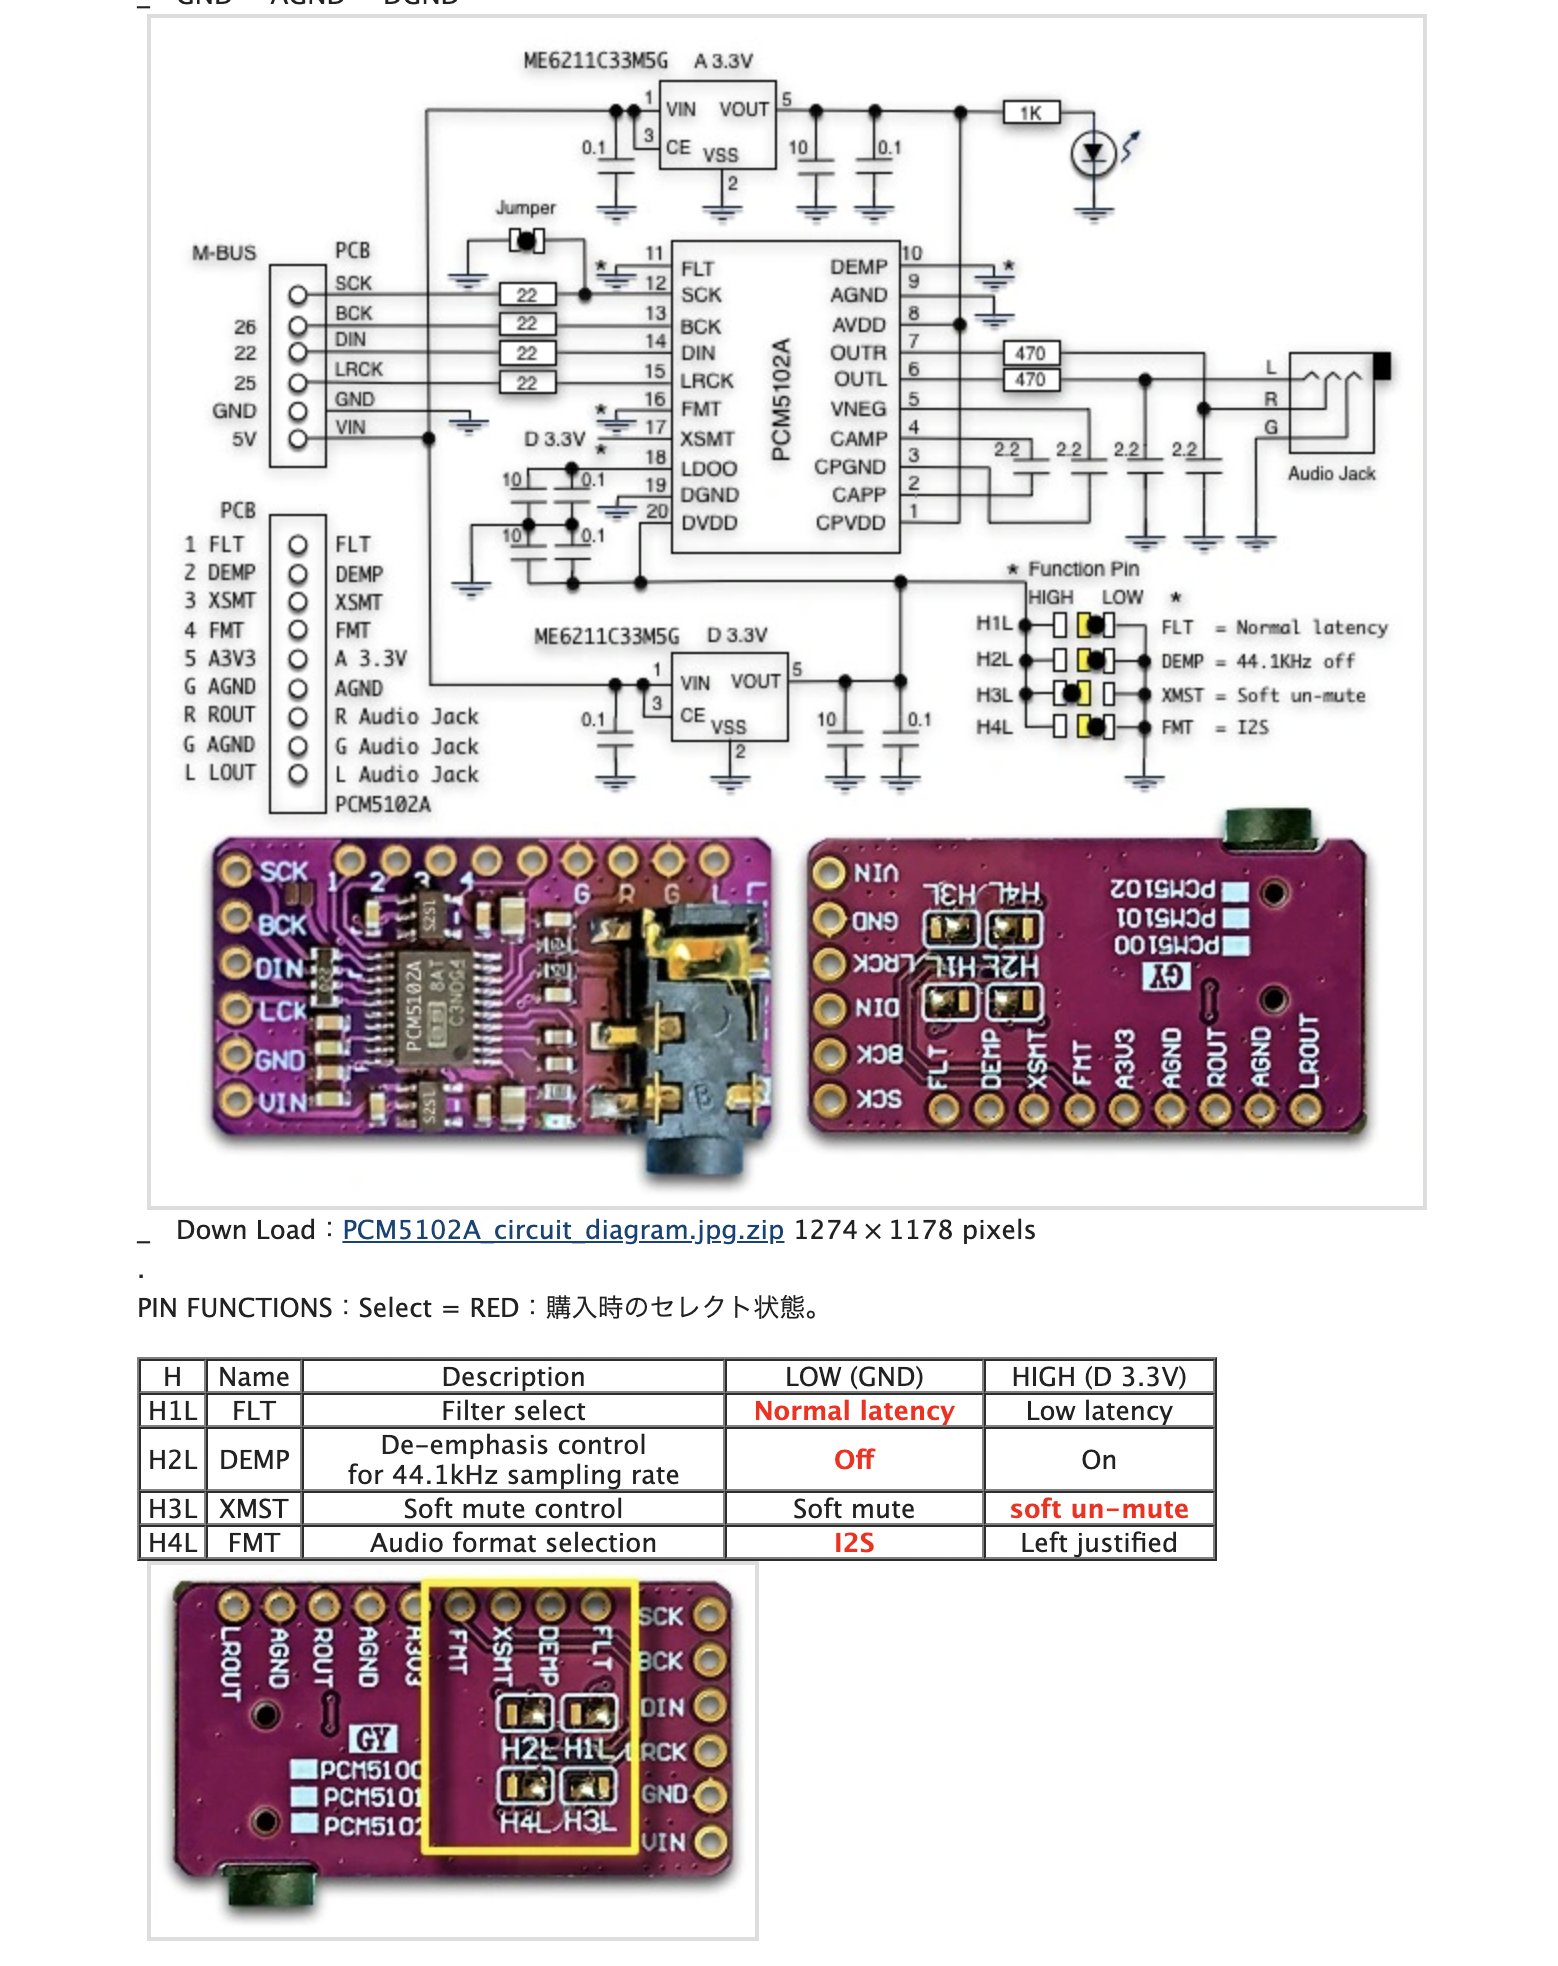 _ GND = AGND = DGND
ME6211C33M5G A 3.3V
1 VIN VOUT 5
3 CE VSS
2
0.1
10
0.1
1K
Jumper
M-BUS PCB
SCK
26 BCK
22 DIN
25 LRCK
GND GND
5V VIN
22
22
22
22
* 11 FLT
12 SCK
13 BCK
14 DIN
15 LRCK
* 16 FMT
D 3.3V 17 XSMT
* 18 LDOO
19 DGND
20 DVDD
PCM5102A
DEMP 10 *
AGND 9
AVDD 8
OUTR 7
OUTL 6
VNEG 5
CAMP 4
CPGND 3
CAPP 2
CPVDD 1
470
470
2.2 2.2 2.2 2.2
L
R
G
Audio Jack
10 0.1
10 0.1
PCB
1 FLT FLT
2 DEMP DEMP
3 XSMT XSMT
4 FMT FMT
5 A3V3 A 3.3V
G AGND AGND
R ROUT R Audio Jack
G AGND G Audio Jack
L LOUT L Audio Jack
PCM5102A
ME6211C33M5G D 3.3V
1 VIN VOUT 5
3 CE VSS
2
0.1
10
0.1
* Function Pin
HIGH LOW *
H1L FLT = Normal latency
H2L DEMP = 44.1KHz off
H3L XMST = Soft un-mute
H4L FMT = I2S
SCK
BCK
DIN
LCK
GND
VIN
1 2 3 4 G R G L
S2SL
PCM5102A
8AT
C3NOG4
S2SL
VIN
GND
LRCK
DIN
BCK
SCK
H3L H4L
H1L H2L
PCM5102
PCM5101
PCM5100
GY
FLT DEMP XSMT FMT A3V3 AGND ROUT AGND LROUT
_ Down Load：PCM5102A_circuit_diagram.jpg.zip 1274×1178 pixels
.
PIN FUNCTIONS：Select = RED：購入時のセレクト状態。
H Name Description LOW (GND) HIGH (D 3.3V)
H1L FLT Filter select Normal latency Low latency
H2L DEMP De-emphasis control
for 44.1kHz sampling rate Off On
H3L XMST Soft mute control Soft mute soft un-mute
H4L FMT Audio format selection I2S Left justified
LROUT AGND ROUT AGND A3V3 FMT XSMT DEMP FLT
SCK
BCK
DIN
LRCK
GND
VIN
GY
PCM5100
PCM5101
PCM5102
H2L H1L
H4L H3L